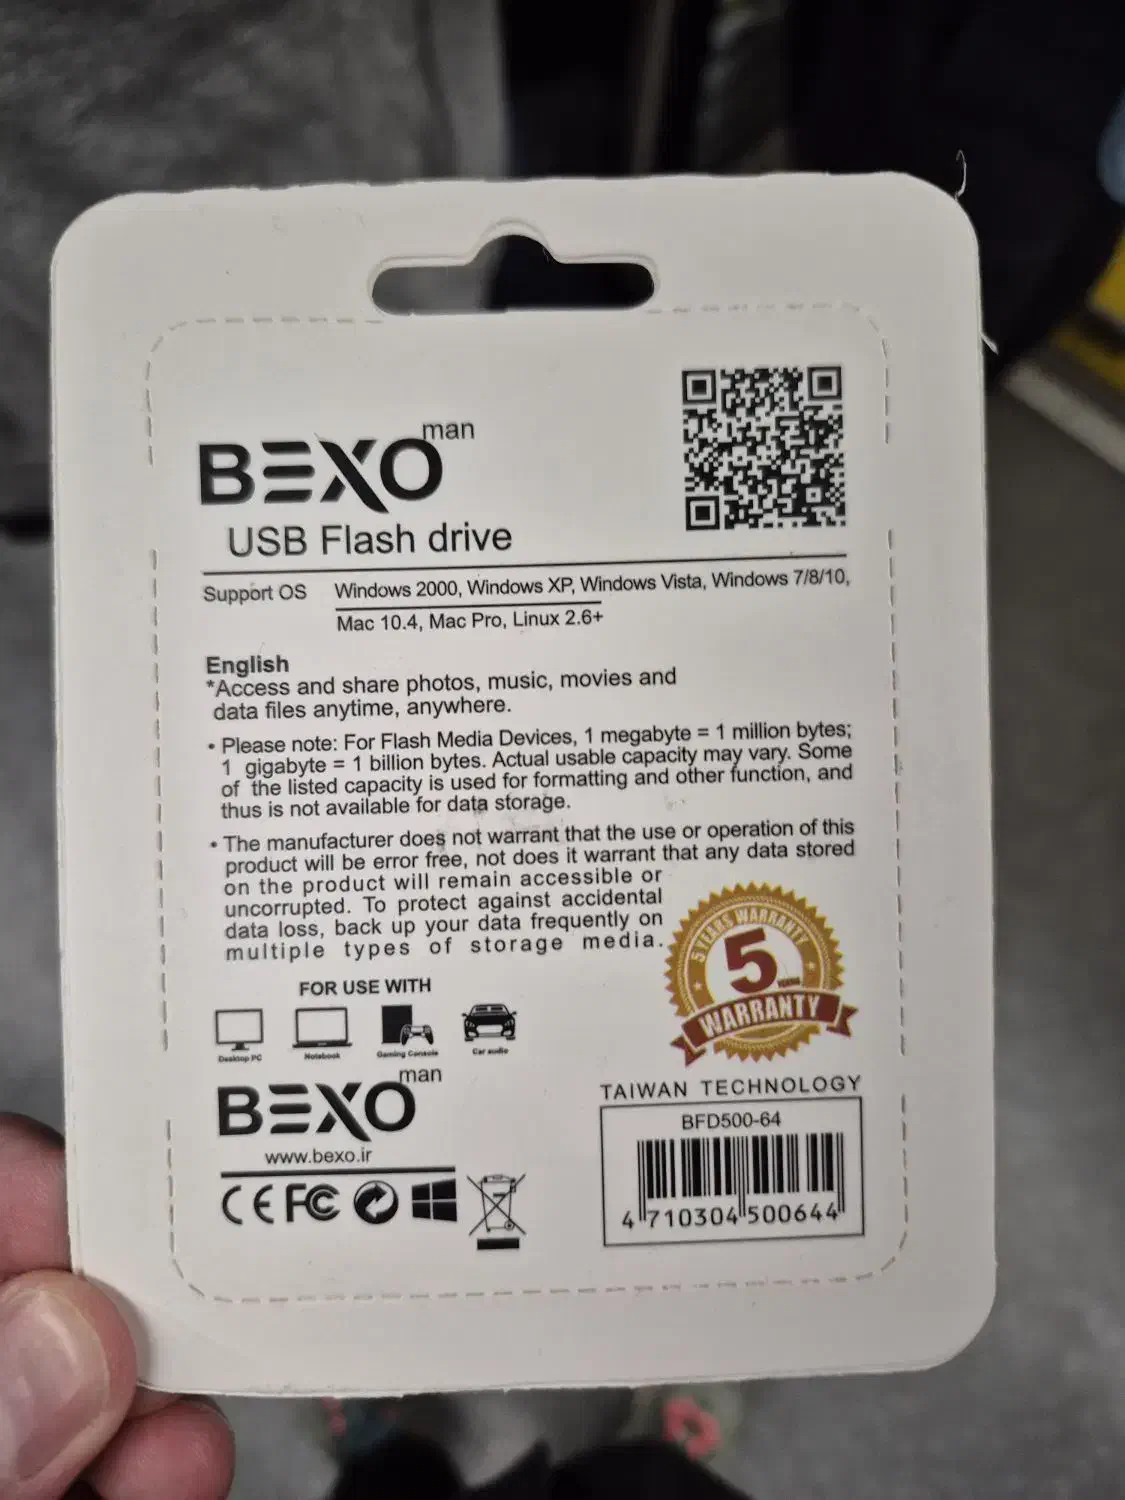 BEXO man
USB Flash drive
Support OS Windows 2000, Windows XP, Windows Vista, Windows 7/8/10,
Mac 10.4, Mac Pro, Linux 2.6+
English
*Access and share photos, music, movies and
data files anytime, anywhere.
• Please note: For Flash Media Devices, 1 megabyte = 1 million bytes;
1 gigabyte = 1 billion bytes. Actual usable capacity may vary. Some
of the listed capacity is used for formatting and other function, and
thus is not available for data storage.
• The manufacturer does not warrant that the use or operation of this
product will be error free, not does it warrant that any data stored
on the product will remain accessible or
uncorrupted. To protect against accidental
data loss, back up your data frequently on
multiple types of storage media.
5 YEARS WARRANTY
5 YEARS
WARRANTY
FOR USE WITH
Desktop PC Notebook Gaming Console Car audio
BEXO man
www.bexo.ir
CE FC
TAIWAN TECHNOLOGY
BFD500-64
4 710304 500644